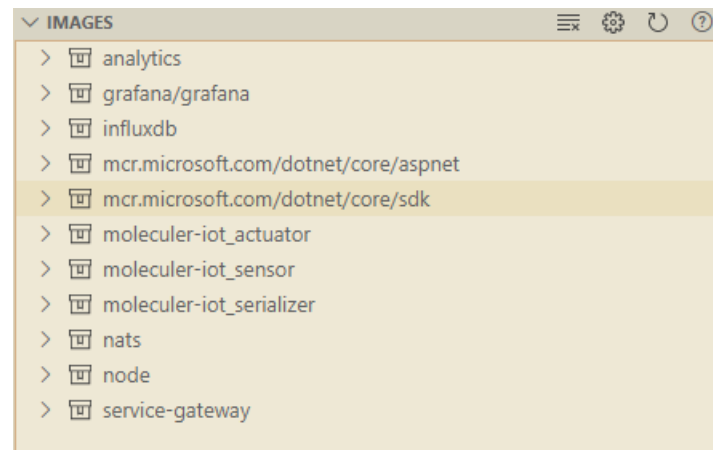 IMAGES
analytics
grafana/grafana
influxdb
mcr.microsoft.com/dotnet/core/aspnet
mcr.microsoft.com/dotnet/core/sdk
moleculer-iot_actuator
moleculer-iot_sensor
moleculer-iot_serializer
nats
node
service-gateway